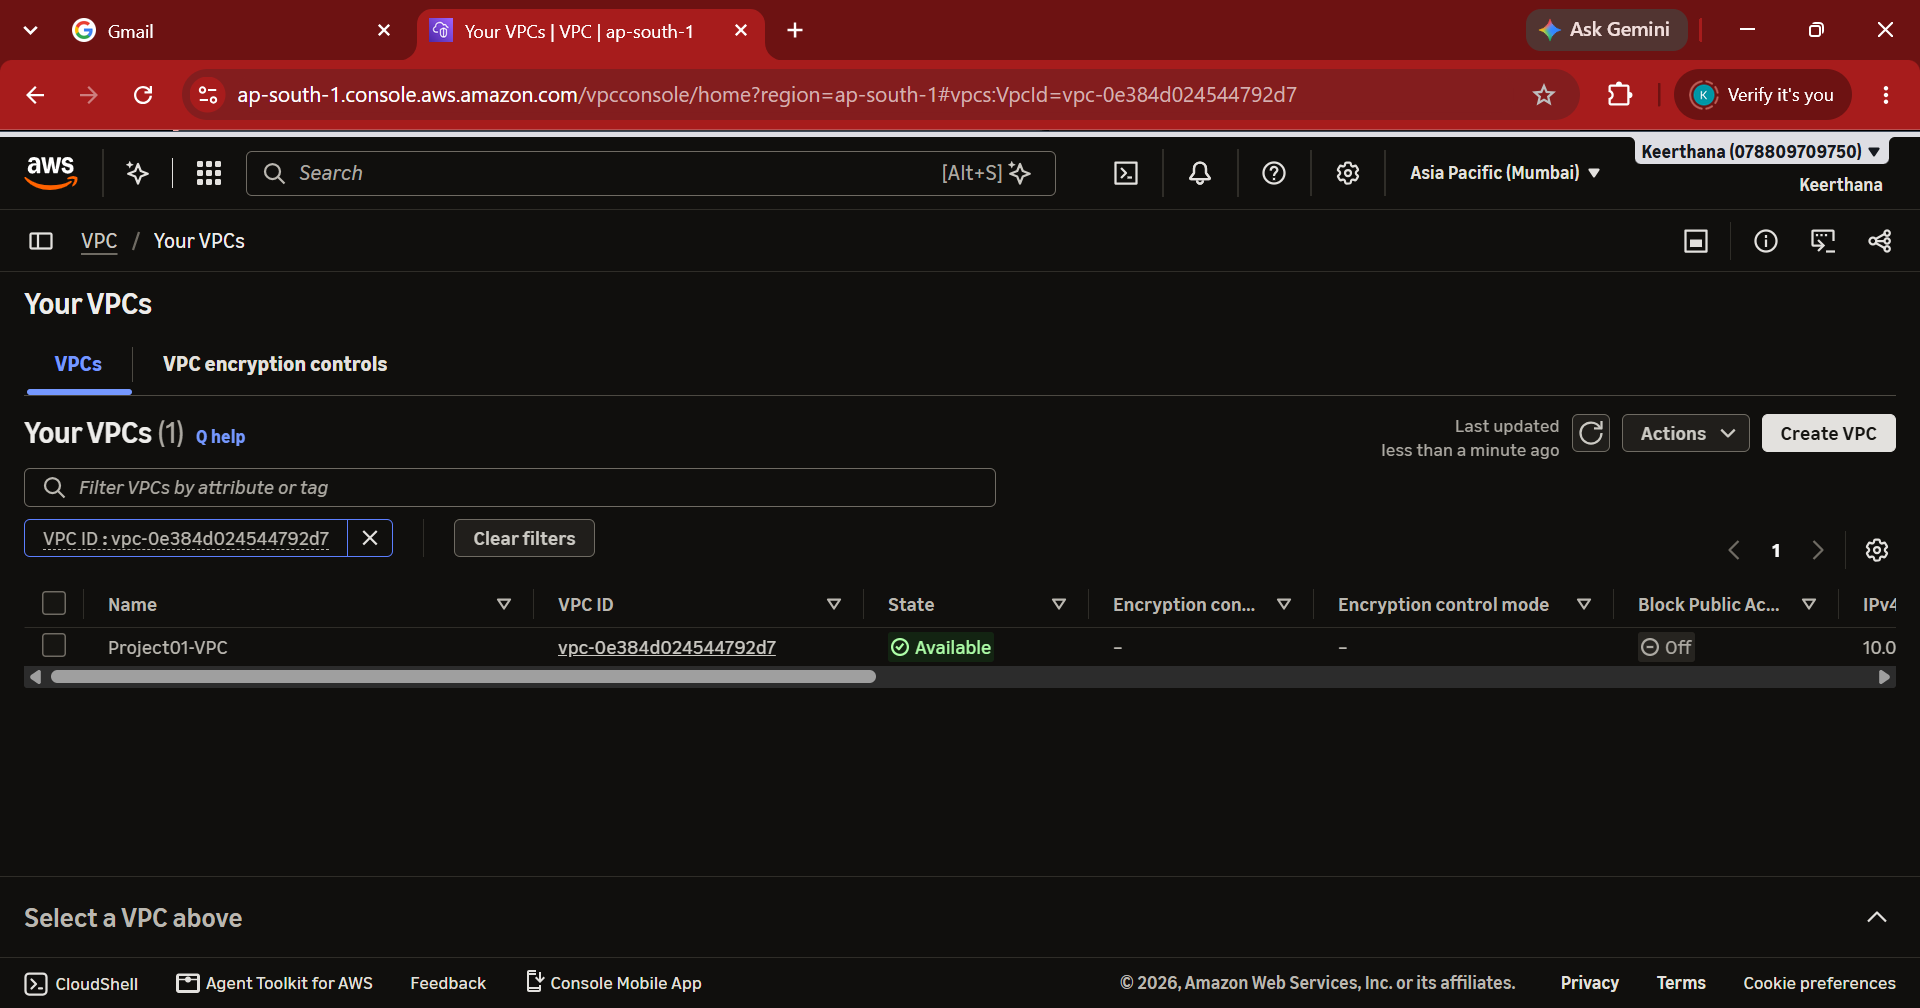 Gmail
Your VPCs | VPC | ap-south-1
Ask Gemini
ap-south-1.console.aws.amazon.com/vpcconsole/home?region=ap-south-1#vpcs:VpcId=vpc-0e384d024544792d7
K
Verify it's you
aws
Search
[Alt+S]
Asia Pacific (Mumbai)
Keerthana (078809709750)
Keerthana
VPC / Your VPCs
Your VPCs
VPCs
VPC encryption controls
Your VPCs (1)
Q help
Last updated
less than a minute ago
Actions
Create VPC
Filter VPCs by attribute or tag
VPC ID : vpc-0e384d024544792d7
Clear filters
1
Name
VPC ID
State
Encryption con...
Encryption control mode
Block Public Ac...
IPv4
Project01-VPC
vpc-0e384d024544792d7
Available
–
–
Off
10.0
Select a VPC above
CloudShell
Agent Toolkit for AWS
Feedback
Console Mobile App
© 2026, Amazon Web Services, Inc. or its affiliates.
Privacy
Terms
Cookie preferences